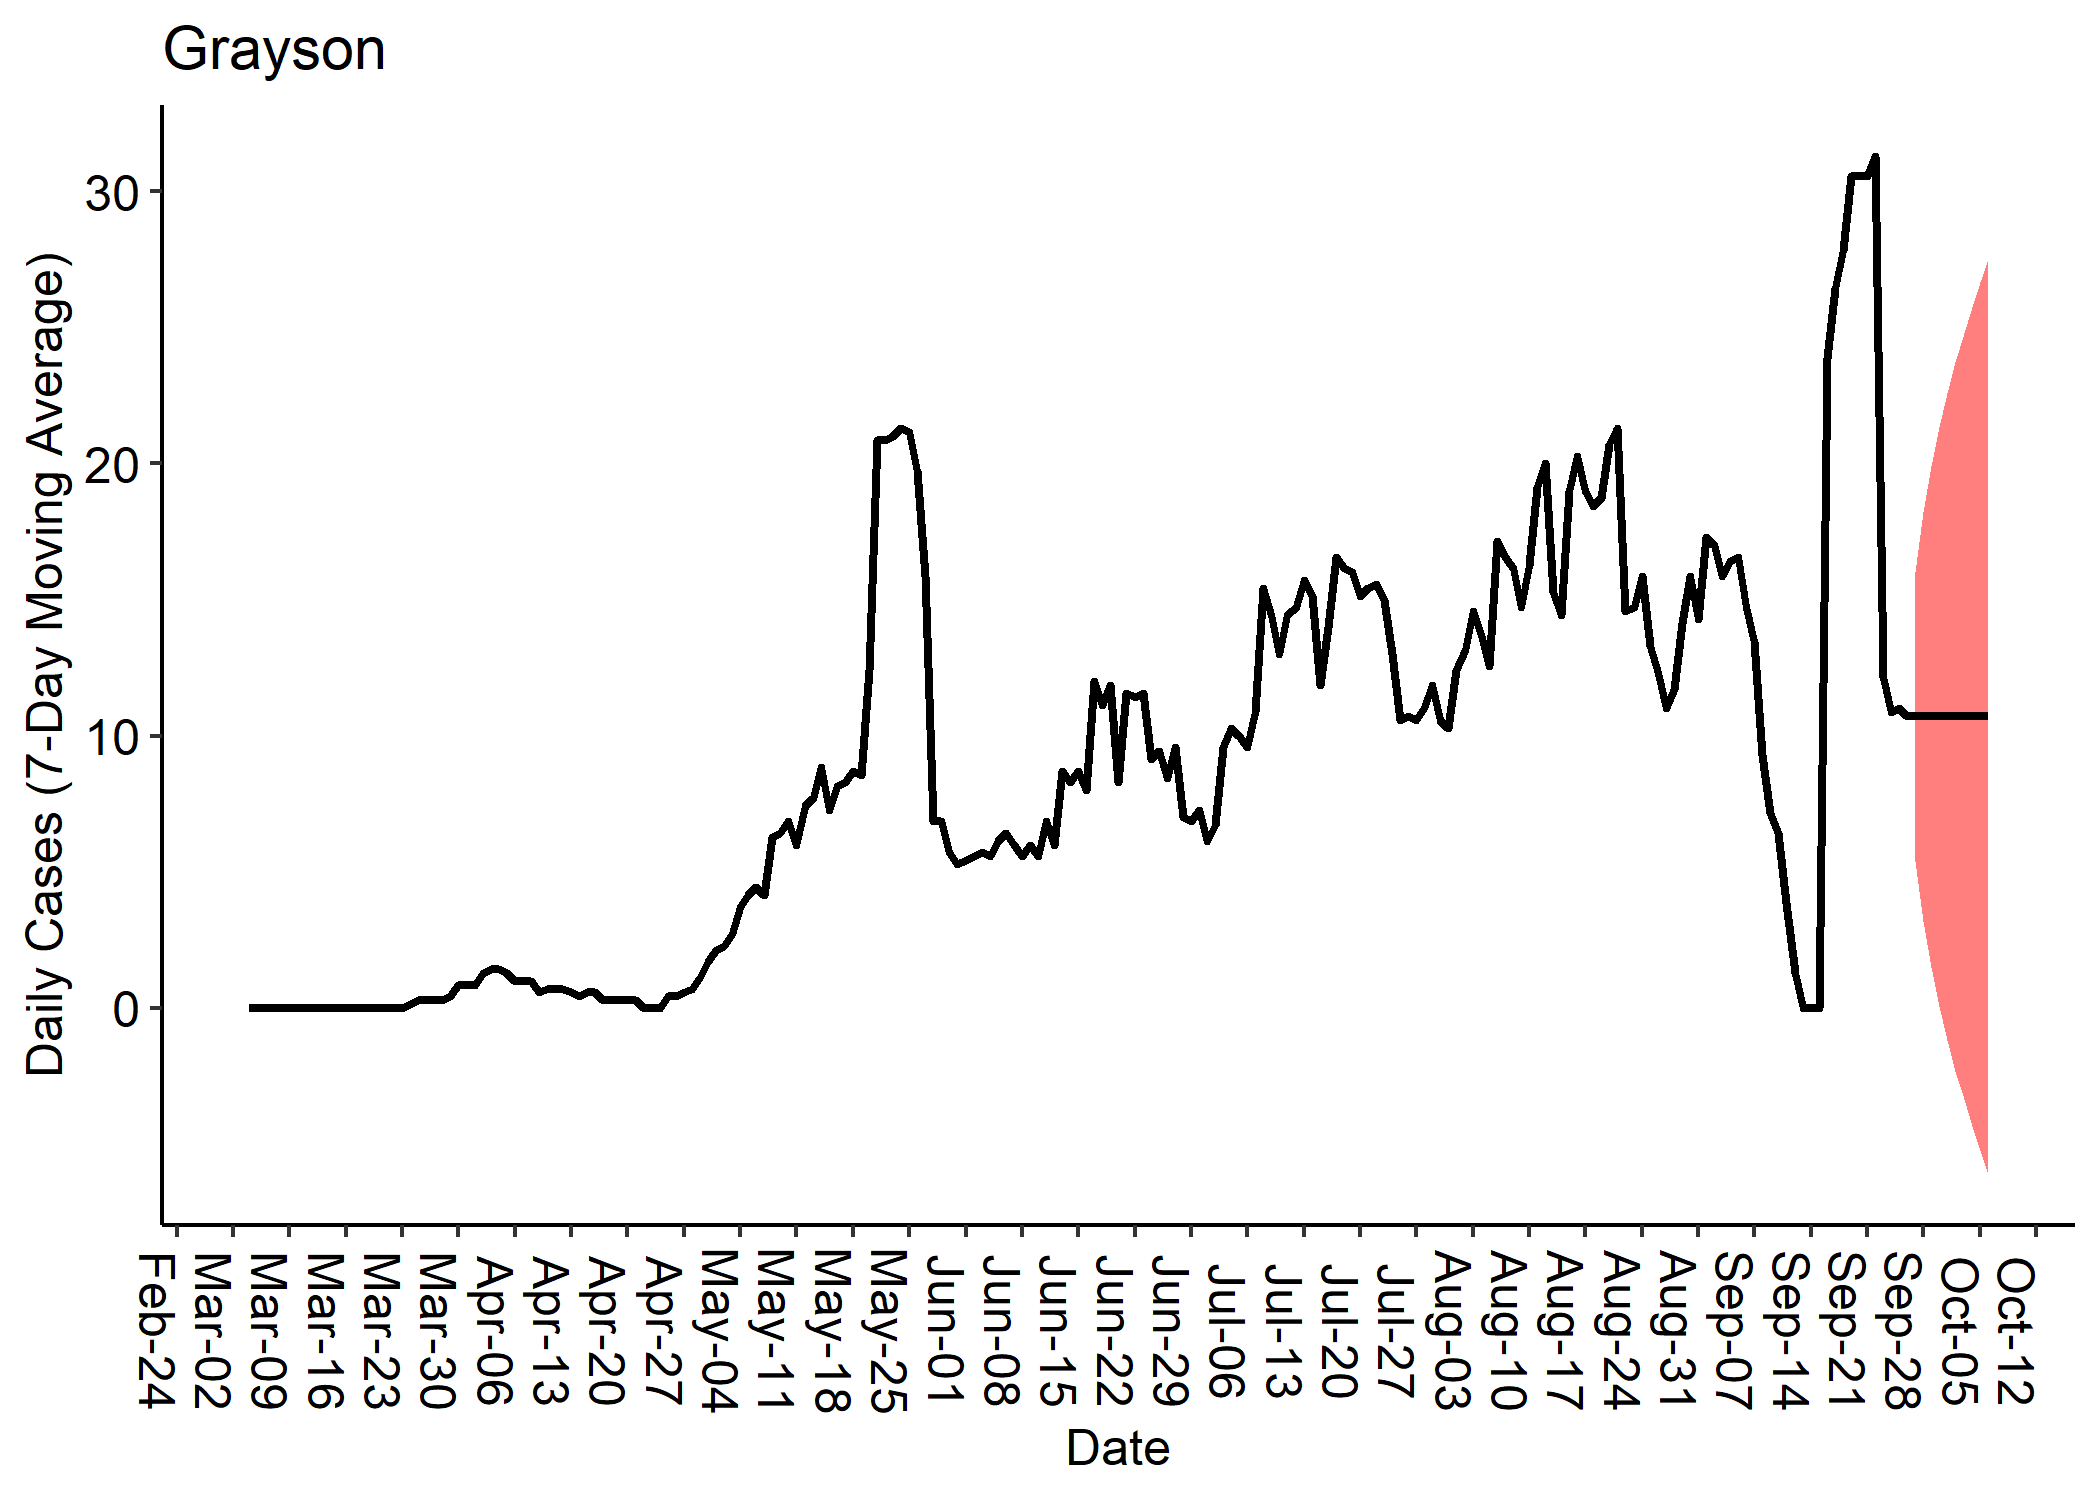 Grayson
Daily Cases (7-Day Moving Average)
30
20
10
0
Feb-24
Mar-02
Mar-09
Mar-16
Mar-23
Mar-30
Apr-06
Apr-13
Apr-20
Apr-27
May-04
May-11
May-18
May-25
Jun-01
Jun-08
Jun-15
Jun-22
Jun-29
Jul-06
Jul-13
Jul-20
Jul-27
Aug-03
Aug-10
Aug-17
Aug-24
Aug-31
Sep-07
Sep-14
Sep-21
Sep-28
Oct-05
Oct-12
Date